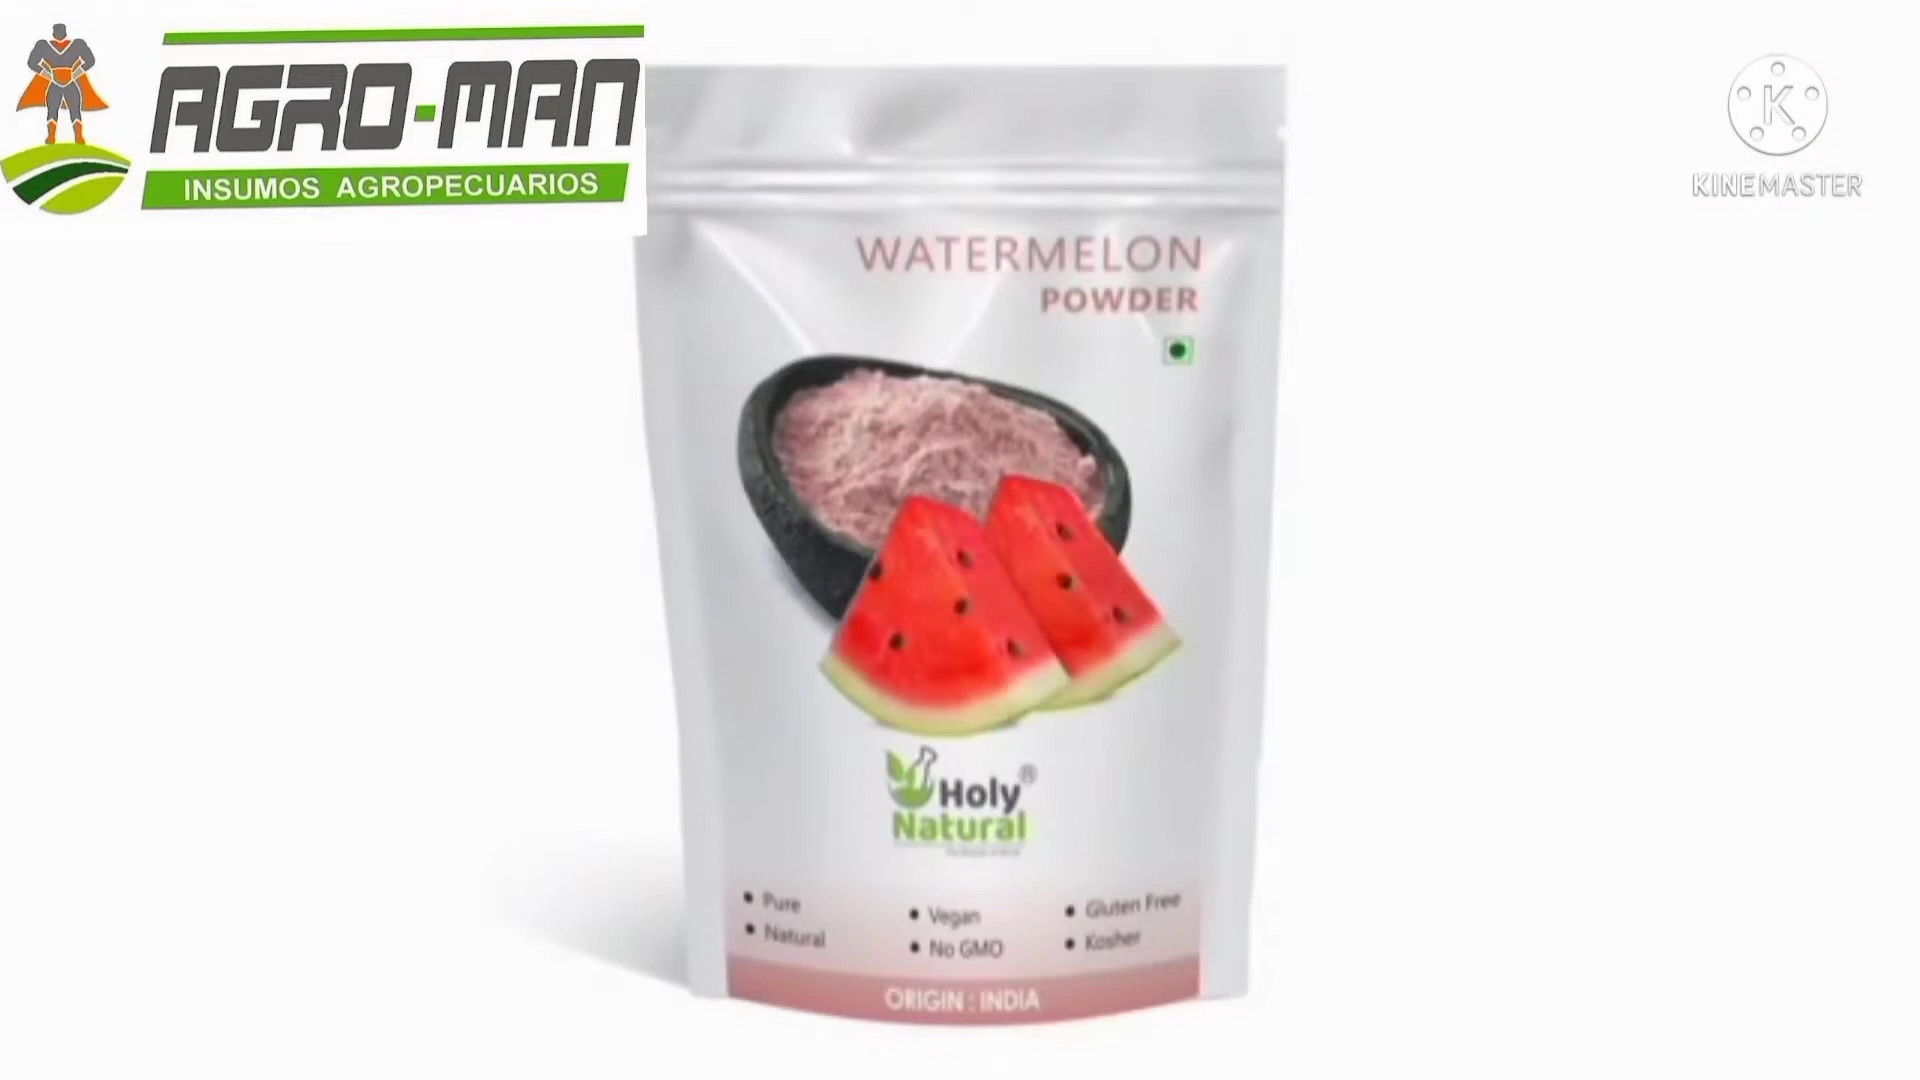 AGRO-MAN
INSUMOS AGROPECUARIOS
K
KINEMASTER
WATERMELON
POWDER
Holy®
Natural
• Pure
• Vegan
• Gluten Free
• Natural
• No GMO
• Kosher
ORIGIN : INDIA